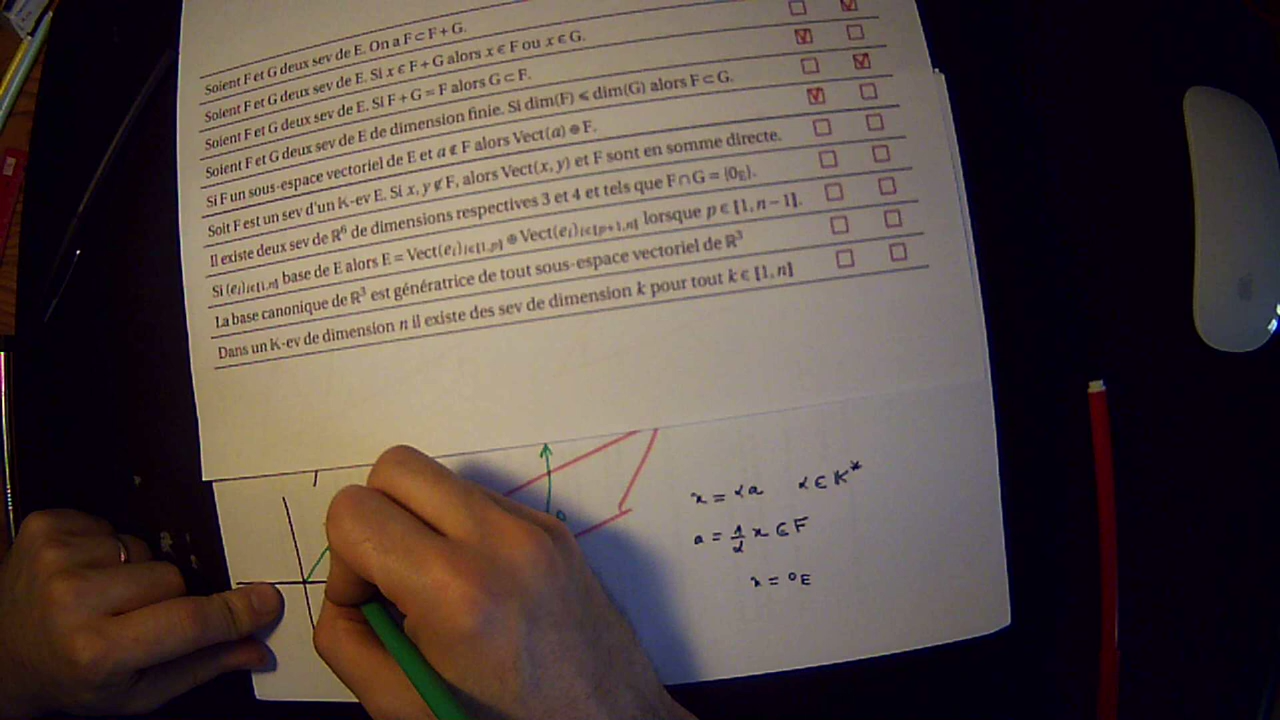 Soient F et G deux sev de E. On a F ⊂ F + G.
Soient F et G deux sev de E. Si x ∈ F + G alors x ∈ F ou x ∈ G.
Soient F et G deux sev de E. Si F + G = F alors G ⊂ F.
Soient F et G deux sev de E de dimension finie. Si dim(F) ⩽ dim(G) alors F ⊂ G.
Si F un sous-espace vectoriel de E et a ∉ F alors Vect(a) ⊕ F.
Soit F est un sev d'un K-ev E. Si x, y ∉ F, alors Vect(x, y) et F sont en somme directe.
Il existe deux sev de ℝ⁶ de dimensions respectives 3 et 4 et tels que F ∩ G = {0_E}.
Si (e_i)_{i∈[1,n]} base de E alors E = Vect(e_i)_{i∈[1,p]} ⊕ Vect(e_i)_{i∈[p+1,n]} lorsque p ∈ [1, n − 1].
La base canonique de ℝ³ est génératrice de tout sous-espace vectoriel de ℝ³
Dans un K-ev de dimension n il existe des sev de dimension k pour tout k ∈ [1, n]
x = αa α ∈ K*
a = 1/α x ∈ F
x = 0_E